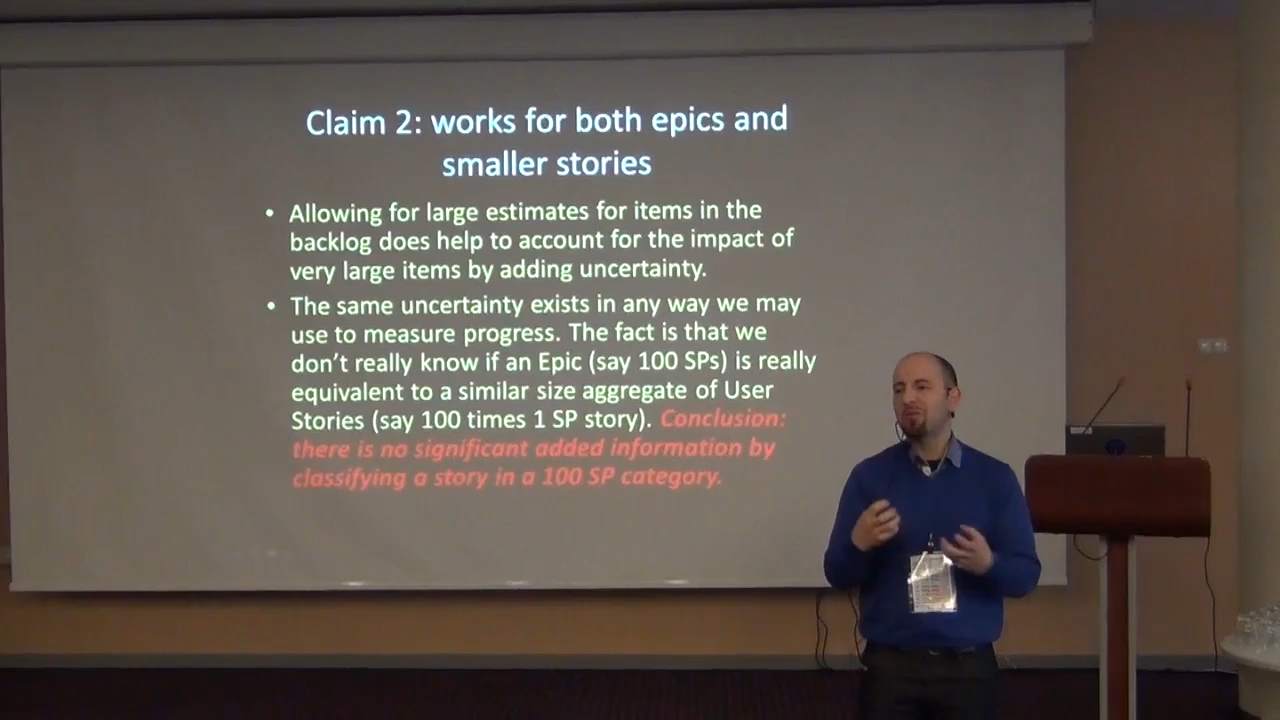 Claim 2: works for both epics and
smaller stories
• Allowing for large estimates for items in the
backlog does help to account for the impact of
very large items by adding uncertainty.
• The same uncertainty exists in any way we may
use to measure progress. The fact is that we
don’t really know if an Epic (say 100 SPs) is really
equivalent to a similar size aggregate of User
Stories (say 100 times 1 SP story). Conclusion:
there is no significant added information by
classifying a story in a 100 SP category.